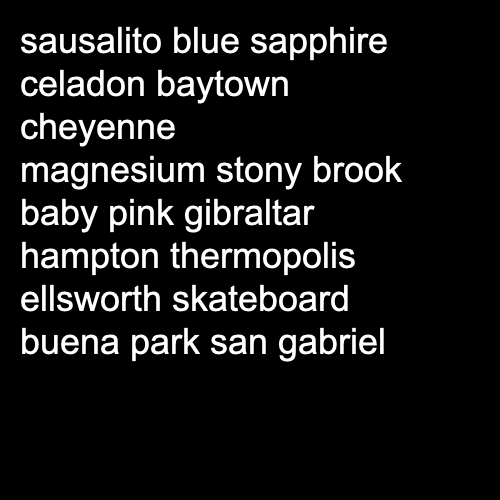 sausalito blue sapphire
celadon baytown
cheyenne
magnesium stony brook
baby pink gibraltar
hampton thermopolis
ellsworth skateboard
buena park san gabriel